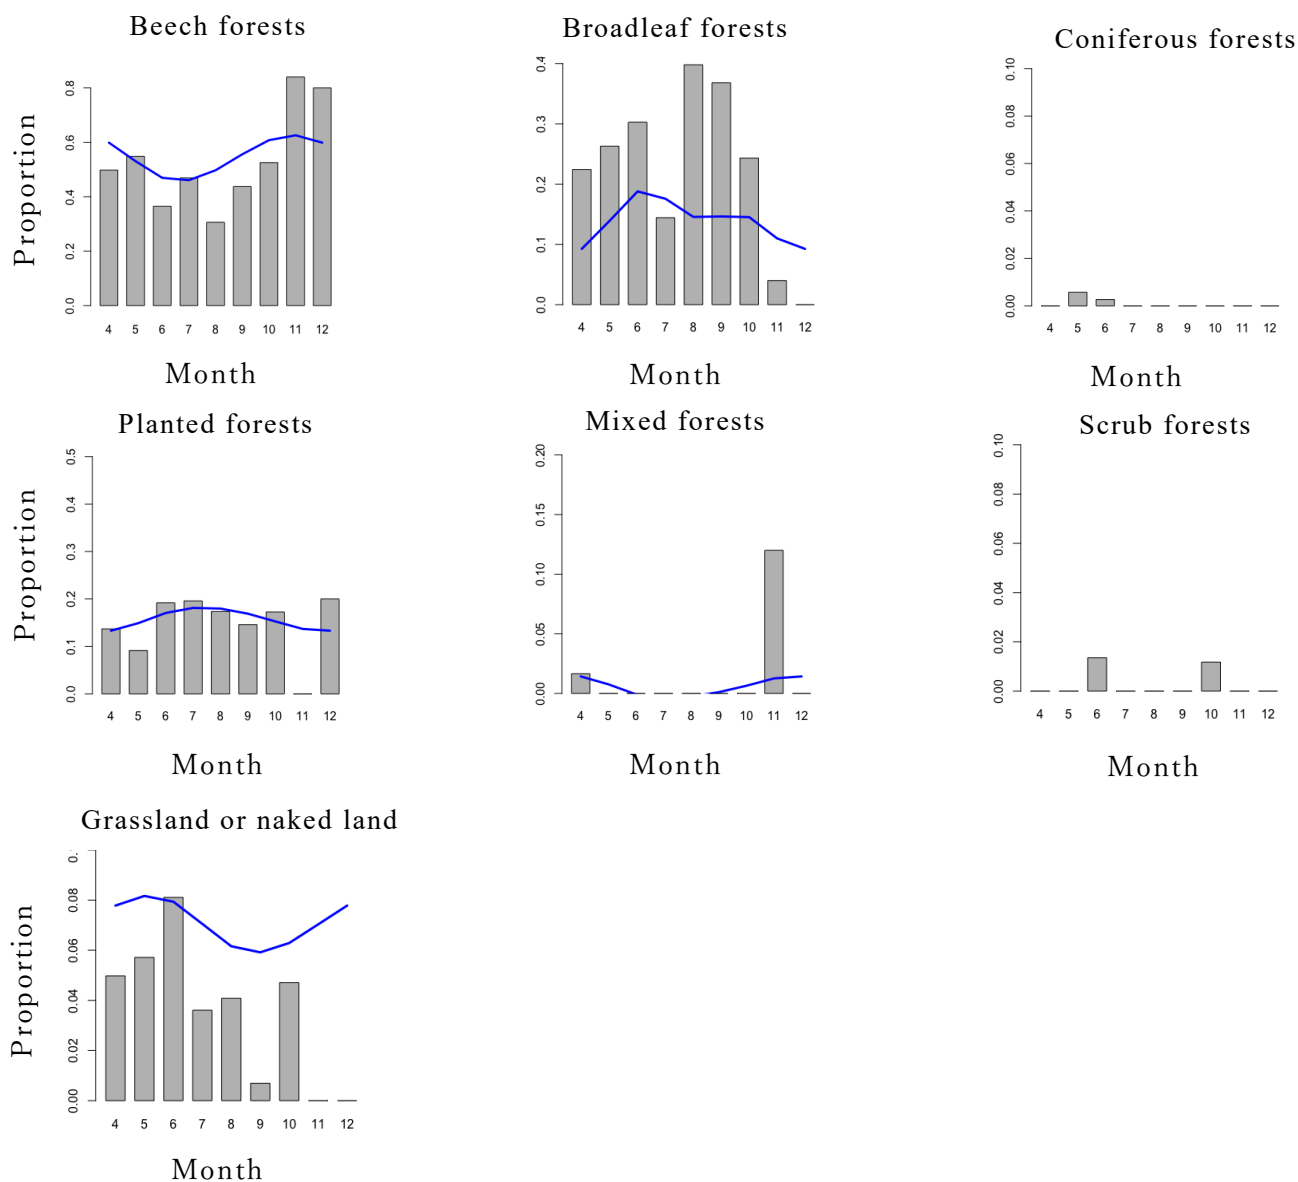 Beech forests
Proportion
0.0 0.2 0.4 0.6 0.8
4 5 6 7 8 9 10 11 12
Month
Broadleaf forests
0.0 0.1 0.2 0.3 0.4
4 5 6 7 8 9 10 11 12
Month
Coniferous forests
0.00 0.02 0.04 0.06 0.08 0.10
4 5 6 7 8 9 10 11 12
Month
Planted forests
Proportion
0.0 0.1 0.2 0.3 0.4 0.5
4 5 6 7 8 9 10 11 12
Month
Mixed forests
0.00 0.05 0.10 0.15 0.20
4 5 6 7 8 9 10 11 12
Month
Scrub forests
0.00 0.02 0.04 0.06 0.08 0.10
4 5 6 7 8 9 10 11 12
Month
Grassland or naked land
Proportion
0.00 0.02 0.04 0.06 0.08
4 5 6 7 8 9 10 11 12
Month